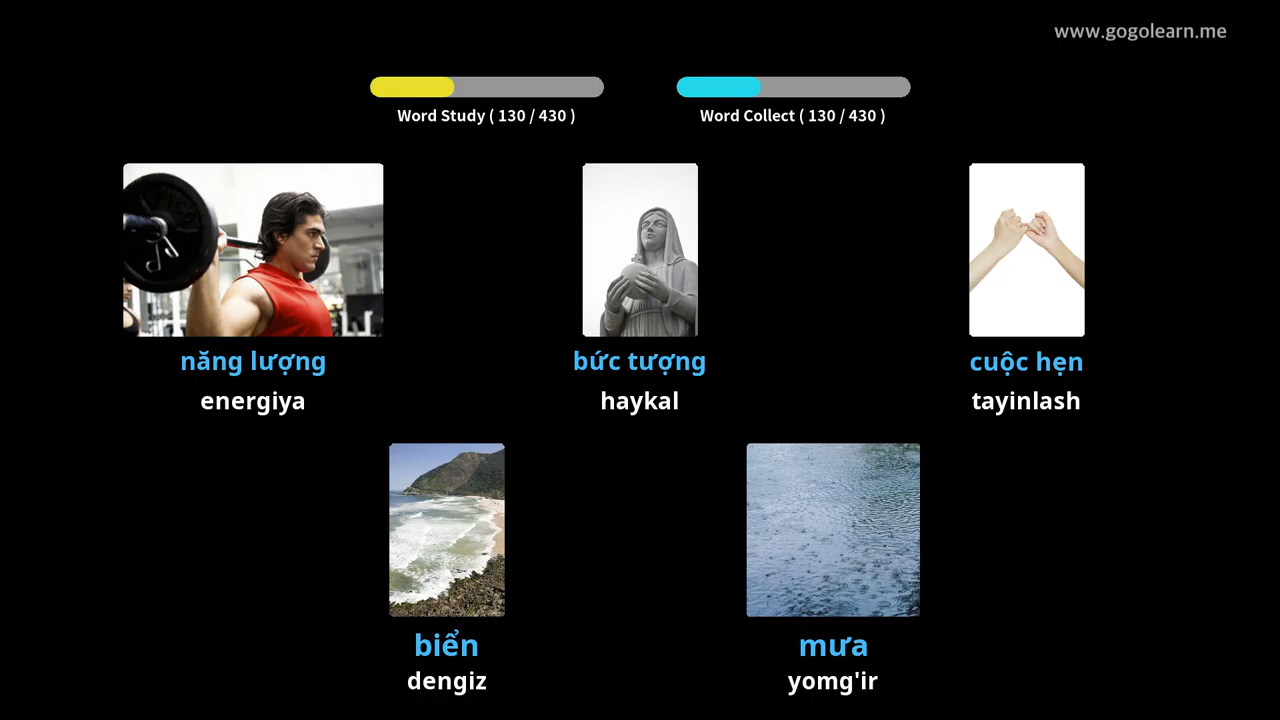 www.gogolearn.me
Word Study ( 130 / 430 )
Word Collect ( 130 / 430 )
năng lượng
energiya
bức tượng
haykal
cuộc hẹn
tayinlash
biển
dengiz
mưa
yomg'ir